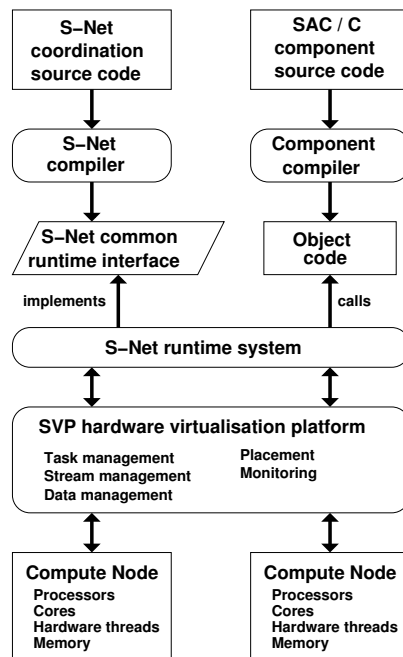 S–Net
coordination
source code
SAC / C
component
source code
S–Net
compiler
Component
compiler
S–Net common
runtime interface
Object
code
implements
calls
S–Net runtime system
SVP hardware virtualisation platform
Task management
Stream management
Data management
Placement
Monitoring
Compute Node
Processors
Cores
Hardware threads
Memory
Compute Node
Processors
Cores
Hardware threads
Memory